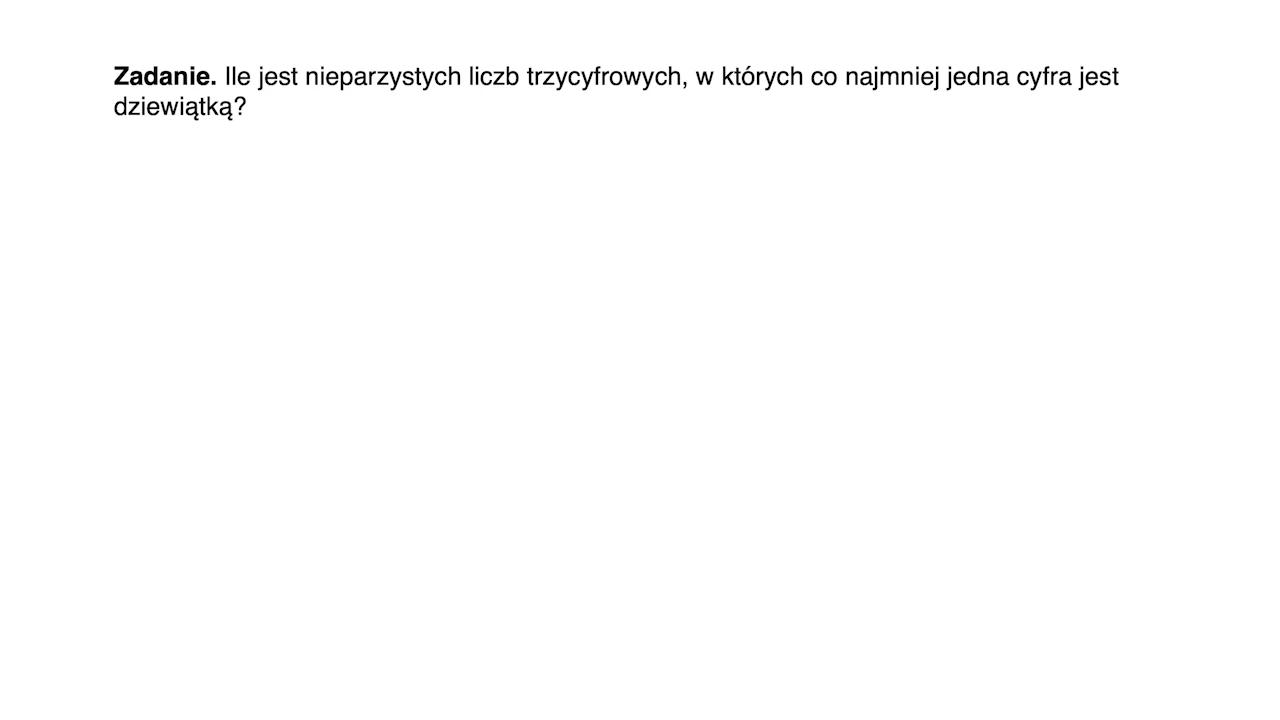 Zadanie. Ile jest nieparzystych liczb trzycyfrowych, w których co najmniej jedna cyfra jest
dziewiątką?